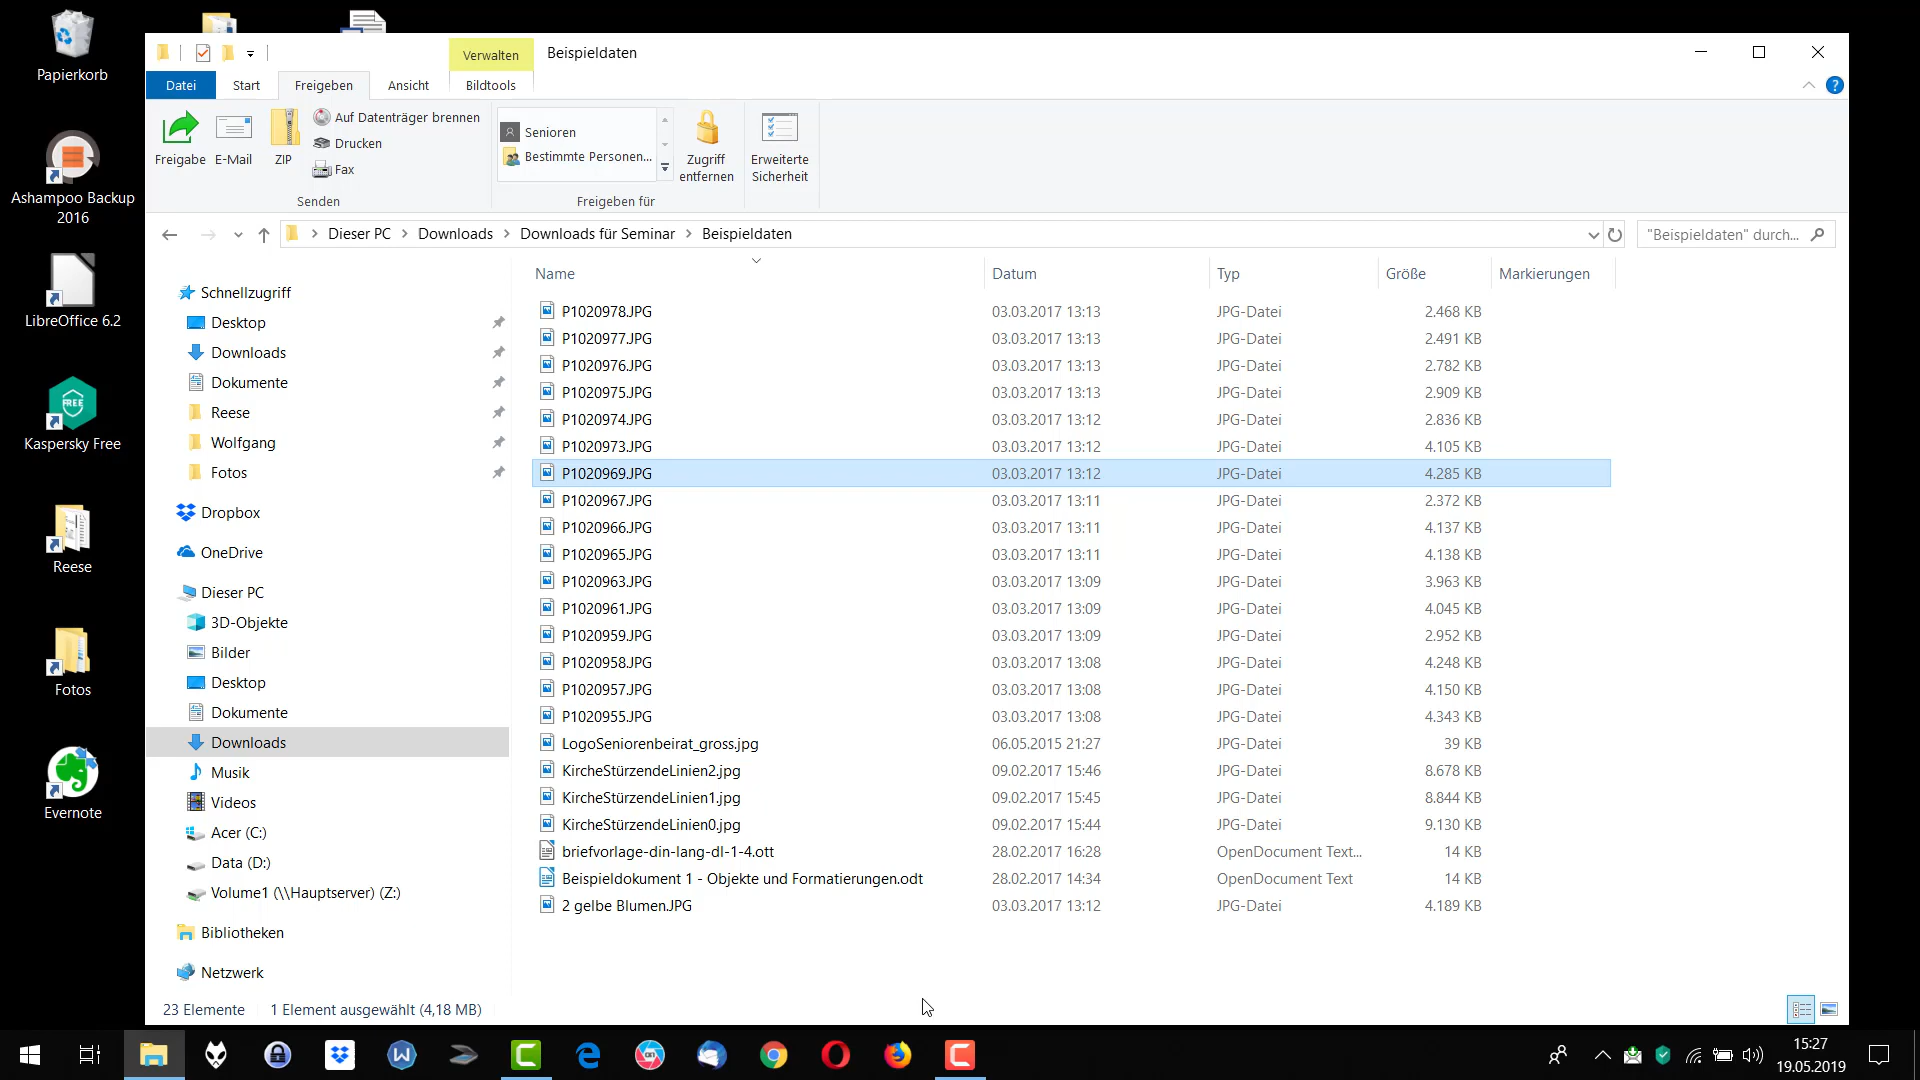 Papierkorb
Ashampoo Backup
2016
LibreOffice 6.2
FREE
Kaspersky Free
Reese
Fotos
Evernote
Verwalten
Beispieldaten
Datei
Start
Freigeben
Ansicht
Bildtools
?
Freigabe
E-Mail
ZIP
Auf Datenträger brennen
Drucken
Fax
Senden
Senioren
Bestimmte Personen...
Freigeben für
Zugriff
entfernen
Erweiterte
Sicherheit
Dieser PC > Downloads > Downloads für Seminar > Beispieldaten
"Beispieldaten" durch...
Schnellzugriff
Desktop
Downloads
Dokumente
Reese
Wolfgang
Fotos
Dropbox
OneDrive
Dieser PC
3D-Objekte
Bilder
Desktop
Dokumente
Downloads
Musik
Videos
Acer (C:)
Data (D:)
Volume1 (\\Hauptserver) (Z:)
Bibliotheken
Netzwerk
Name Datum Typ Größe Markierungen
P1020978.JPG 03.03.2017 13:13 JPG-Datei 2.468 KB
P1020977.JPG 03.03.2017 13:13 JPG-Datei 2.491 KB
P1020976.JPG 03.03.2017 13:13 JPG-Datei 2.782 KB
P1020975.JPG 03.03.2017 13:13 JPG-Datei 2.909 KB
P1020974.JPG 03.03.2017 13:12 JPG-Datei 2.836 KB
P1020973.JPG 03.03.2017 13:12 JPG-Datei 4.105 KB
P1020969.JPG 03.03.2017 13:12 JPG-Datei 4.285 KB
P1020967.JPG 03.03.2017 13:11 JPG-Datei 2.372 KB
P1020966.JPG 03.03.2017 13:11 JPG-Datei 4.137 KB
P1020965.JPG 03.03.2017 13:11 JPG-Datei 4.138 KB
P1020963.JPG 03.03.2017 13:09 JPG-Datei 3.963 KB
P1020961.JPG 03.03.2017 13:09 JPG-Datei 4.045 KB
P1020959.JPG 03.03.2017 13:09 JPG-Datei 2.952 KB
P1020958.JPG 03.03.2017 13:08 JPG-Datei 4.248 KB
P1020957.JPG 03.03.2017 13:08 JPG-Datei 4.150 KB
P1020955.JPG 03.03.2017 13:08 JPG-Datei 4.343 KB
LogoSeniorenbeirat_gross.jpg 06.05.2015 21:27 JPG-Datei 39 KB
KircheStürzendeLinien2.jpg 09.02.2017 15:46 JPG-Datei 8.678 KB
KircheStürzendeLinien1.jpg 09.02.2017 15:45 JPG-Datei 8.844 KB
KircheStürzendeLinien0.jpg 09.02.2017 15:44 JPG-Datei 9.130 KB
briefvorlage-din-lang-dl-1-4.ott 28.02.2017 16:28 OpenDocument Text... 14 KB
Beispieldokument 1 - Objekte und Formatierungen.odt 28.02.2017 14:34 OpenDocument Text 14 KB
2 gelbe Blumen.JPG 03.03.2017 13:12 JPG-Datei 4.189 KB
23 Elemente 1 Element ausgewählt (4,18 MB)
15:27
19.05.2019